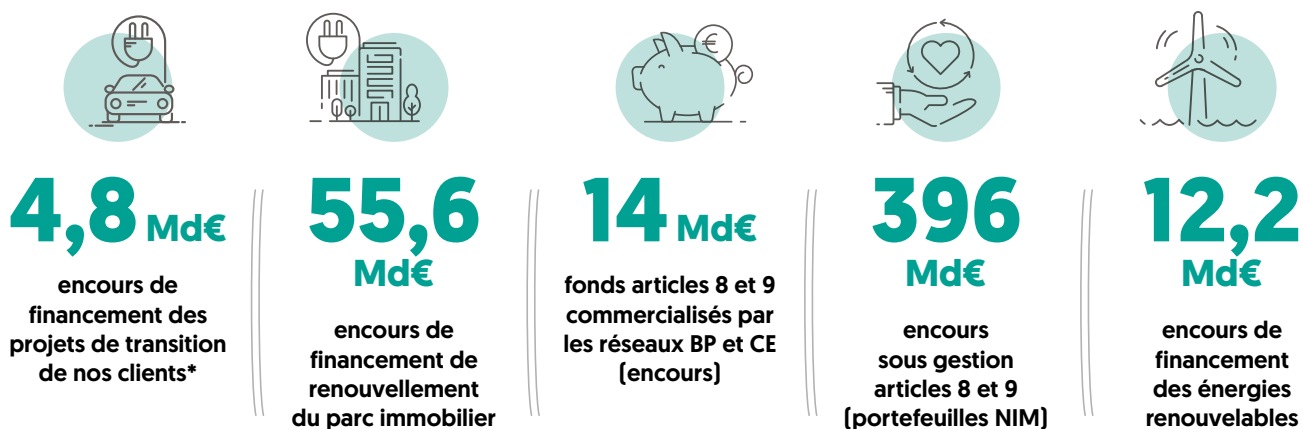 4,8 Md€
encours de
financement des
projets de transition
de nos clients*
55,6
Md€
encours de
financement de
renouvellement
du parc immobilier
14 Md€
fonds articles 8 et 9
commercialisés par
les réseaux BP et CE
(encours)
396
Md€
encours
sous gestion
articles 8 et 9
(portefeuilles NIM)
12,2
Md€
encours de
financement
des énergies
renouvelables